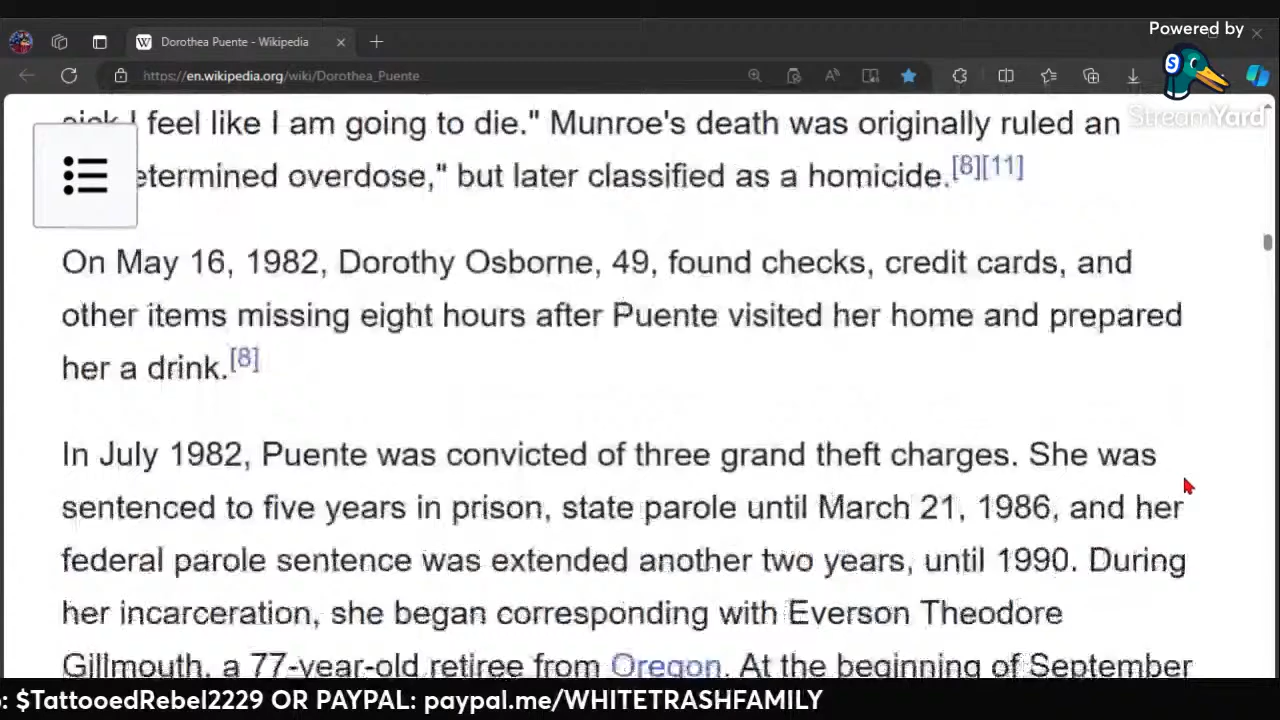 Powered by
Dorothea Puente - Wikipedia
https://en.wikipedia.org/wiki/Dorothea_Puente
StreamYard
I feel like I am going to die." Munroe's death was originally ruled an
etermined overdose," but later classified as a homicide.[8][11]
On May 16, 1982, Dorothy Osborne, 49, found checks, credit cards, and
other items missing eight hours after Puente visited her home and prepared
her a drink.[8]
In July 1982, Puente was convicted of three grand theft charges. She was
sentenced to five years in prison, state parole until March 21, 1986, and her
federal parole sentence was extended another two years, until 1990. During
her incarceration, she began corresponding with Everson Theodore
Gillmouth, a 77-year-old retiree from Oregon. At the beginning of September
: $TattooedRebel2229 OR PAYPAL: paypal.me/WHITETRASHFAMILY